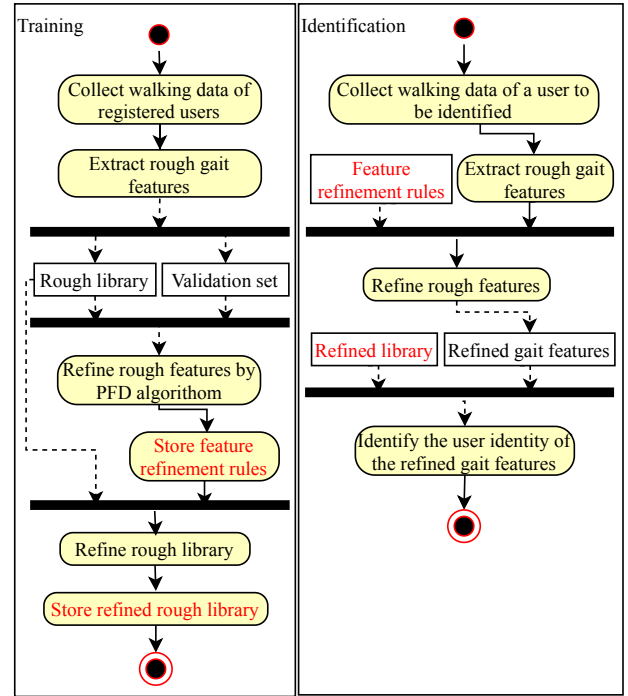 Training
Collect walking data of
registered users
Extract rough gait
features
Rough library
Validation set
Refine rough features by
PFD algorithom
Store feature
refinement rules
Refine rough library
Store refined rough library
Identification
Collect walking data of a user to
be identified
Feature
refinement rules
Extract rough gait
features
Refine rough features
Refined library
Refined gait features
Identify the user identity of
the refined gait features